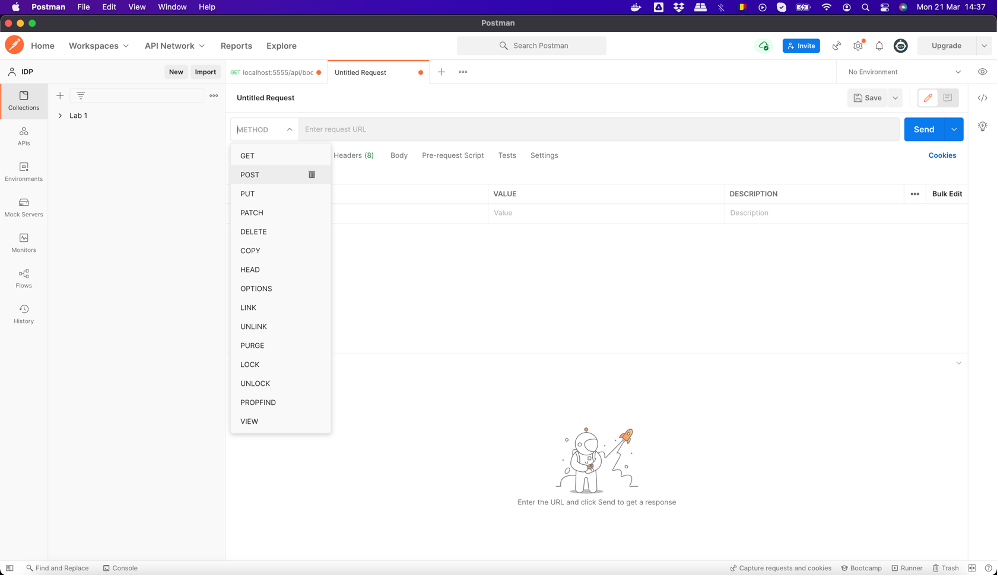 Postman File Edit View Window Help Mon 21 Mar 14:37
Postman
Home Workspaces API Network Reports Explore Search Postman Invite Upgrade
IDP New Import GET localhost:5555/api/boc Untitled Request No Environment
Collections
Lab 1
Untitled Request Save
METHOD Enter request URL Send
APIs
Headers (8) Body Pre-request Script Tests Settings Cookies
GET
POST
Environments
PUT VALUE DESCRIPTION Bulk Edit
PATCH Value Description
Mock Servers
DELETE
COPY
Monitors
HEAD
OPTIONS
Flows
LINK
History
UNLINK
PURGE
LOCK
UNLOCK
PROPFIND
VIEW
Enter the URL and click Send to get a response
Find and Replace Console Capture requests and cookies Bootcamp Runner Trash